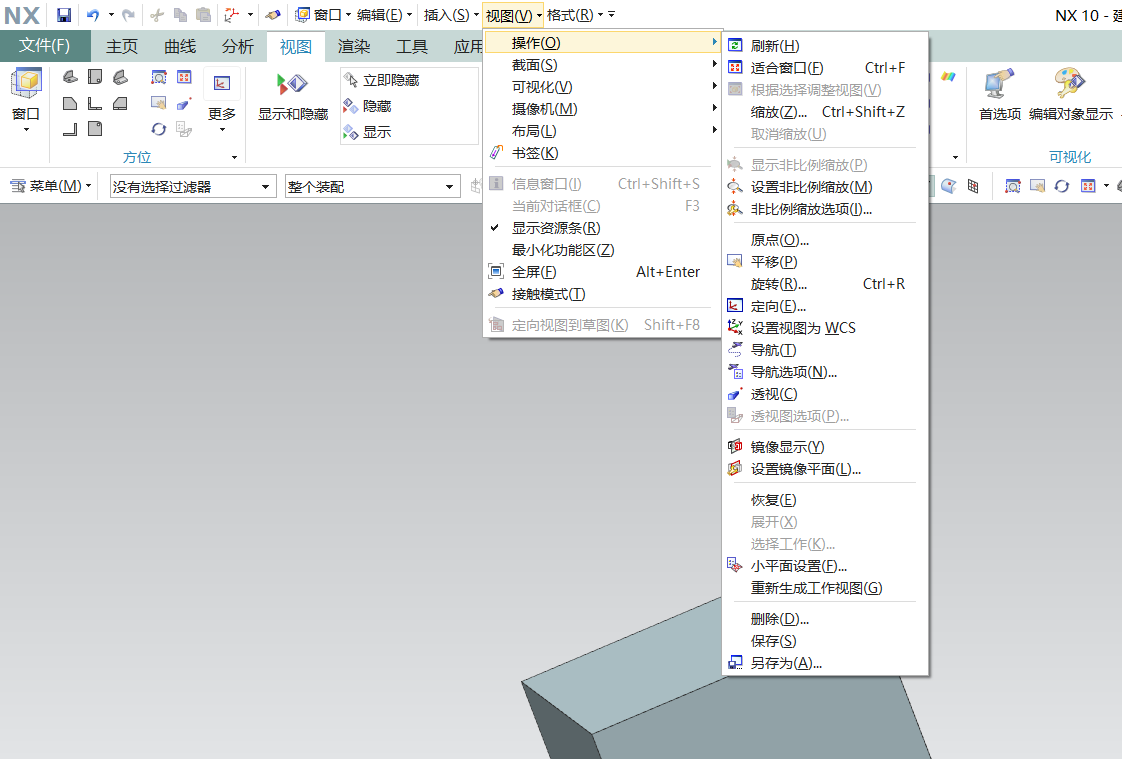 NX 窗口 编辑(E) 插入(S) 视图(V) 格式(R) NX 10 - 建
文件(F) 主页 曲线 分析 视图 渲染 工具 应用
窗口
更多
显示和隐藏
立即隐藏
隐藏
显示
方位
首选项 编辑对象显示
可视化
菜单(M) 没有选择过滤器 整个装配
操作(O)
截面(S)
可视化(V)
摄像机(M)
布局(L)
书签(K)
信息窗口(I) Ctrl+Shift+S
当前对话框(C) F3
显示资源条(R)
最小化功能区(Z)
全屏(F) Alt+Enter
接触模式(T)
定向视图到草图(K) Shift+F8
刷新(H)
适合窗口(F) Ctrl+F
根据选择调整视图(V)
缩放(Z)... Ctrl+Shift+Z
取消缩放(U)
显示非比例缩放(P)
设置非比例缩放(M)
非比例缩放选项(I)...
原点(O)...
平移(P)
旋转(R)... Ctrl+R
定向(E)...
设置视图为 WCS
导航(T)
导航选项(N)...
透视(C)
透视图选项(P)...
镜像显示(Y)
设置镜像平面(L)...
恢复(E)
展开(X)
选择工作(K)...
小平面设置(F)...
重新生成工作视图(G)
删除(D)...
保存(S)
另存为(A)...